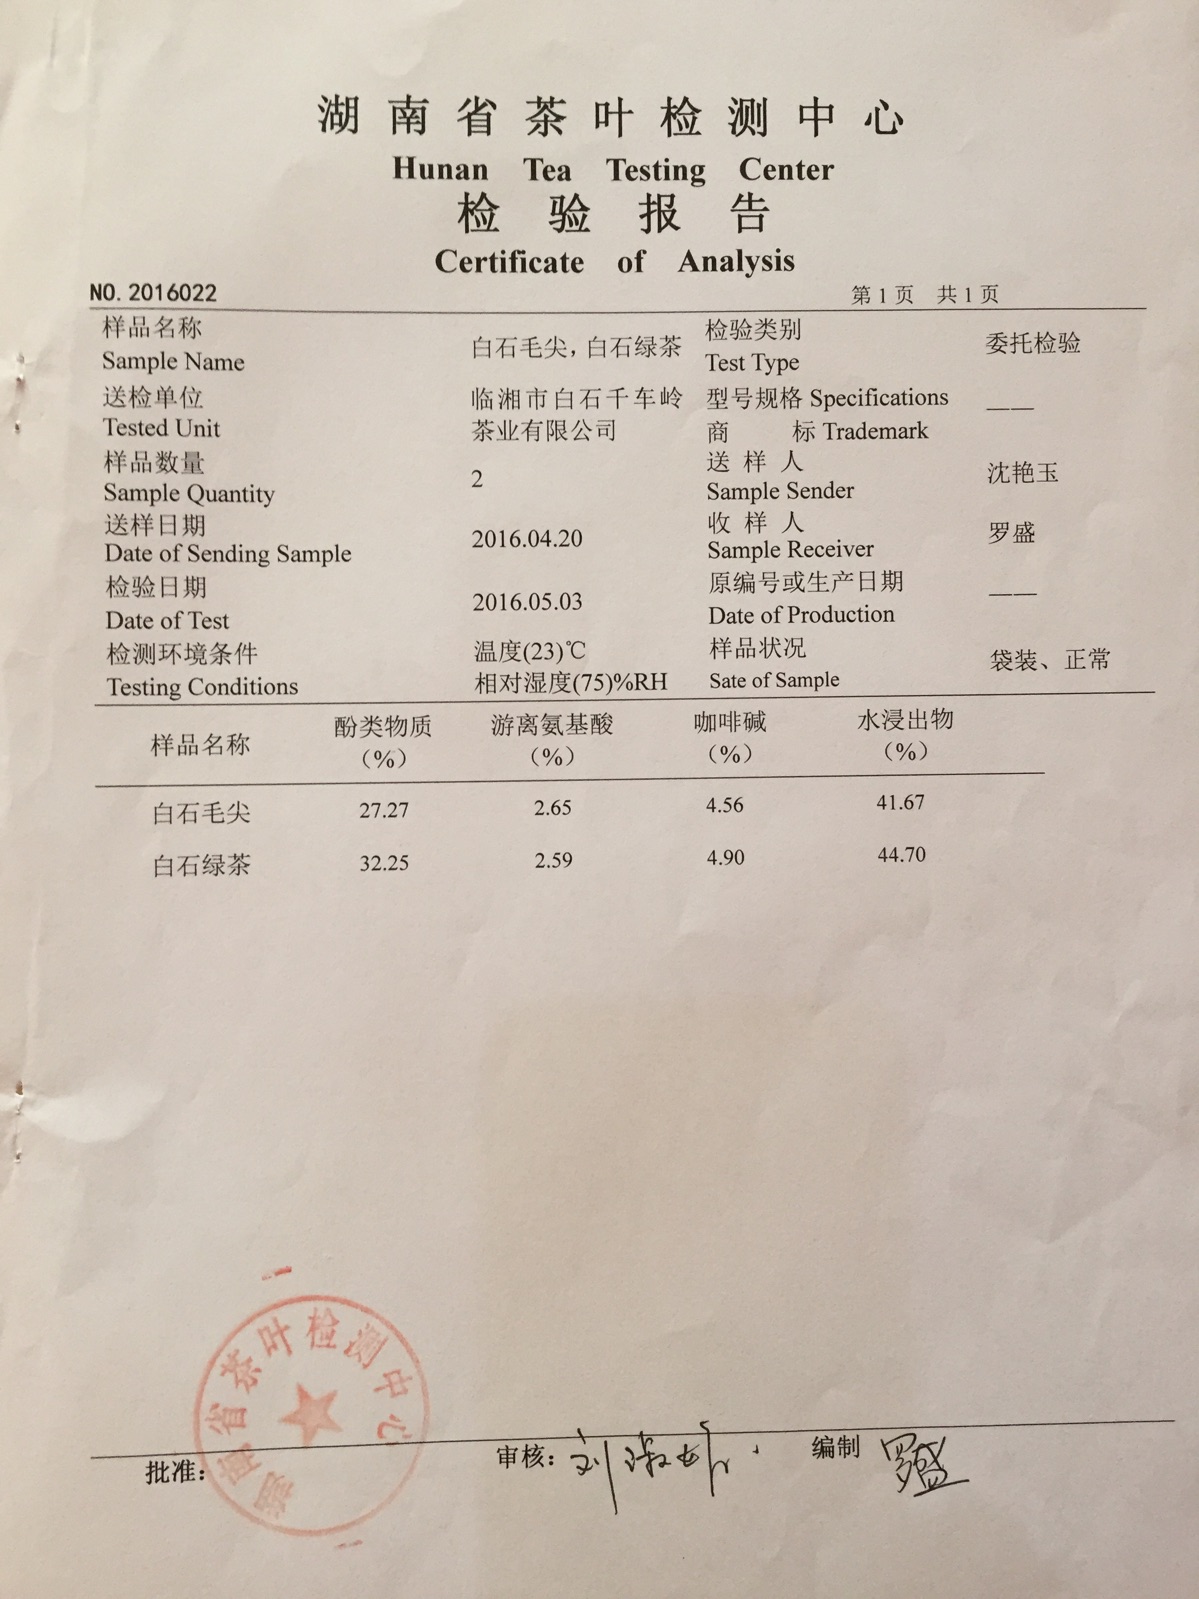 湖南省茶叶检测中心
Hunan Tea Testing Center
检验报告
Certificate of Analysis
NO.2016022 第1页 共1页
样品名称 Sample Name 白石毛尖，白石绿茶 检验类别 Test Type 委托检验
送检单位 Tested Unit 临湘市白石千车岭茶业有限公司 型号规格 Specifications 商标 Trademark ——
样品数量 Sample Quantity 2 送样人 Sample Sender 沈艳玉
送样日期 Date of Sending Sample 2016.04.20 收样人 Sample Receiver 罗盛
检验日期 Date of Test 2016.05.03 原编号或生产日期 Date of Production ——
检测环境条件 Testing Conditions 温度(23)℃ 相对湿度(75)%RH 样品状况 Sate of Sample 袋装、正常
样品名称 酚类物质（%） 游离氨基酸（%） 咖啡碱（%） 水浸出物（%）
白石毛尖 27.27 2.65 4.56 41.67
白石绿茶 32.25 2.59 4.90 44.70
湖南省茶叶检测中心
批准： 审核： 编制 罗盛